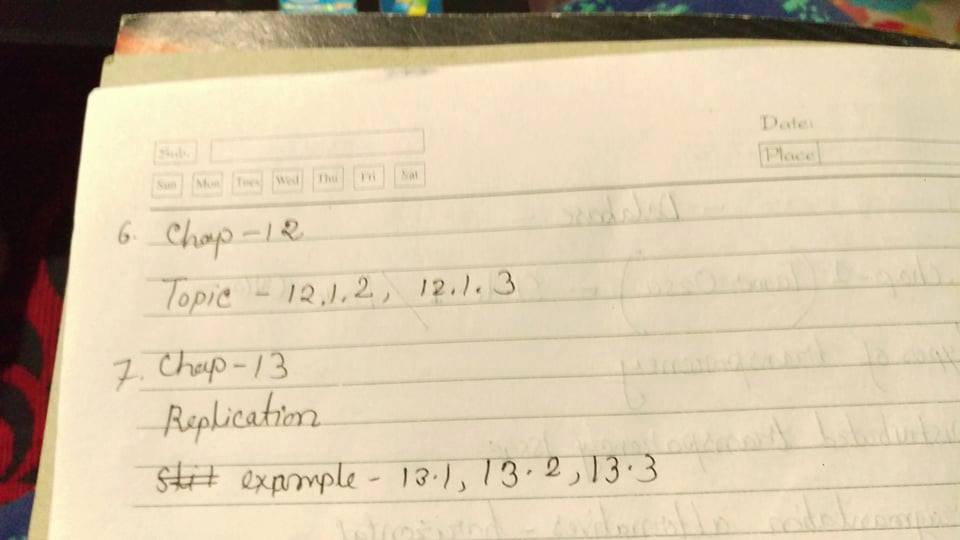 Date:
Sub.
Place
Sun Mon Tues Wed Thu Fri Sat
6. Chap - 12
Topic - 12.1.2, 12.1.3
7. Chap - 13
Replication
example - 13.1, 13.2, 13.3